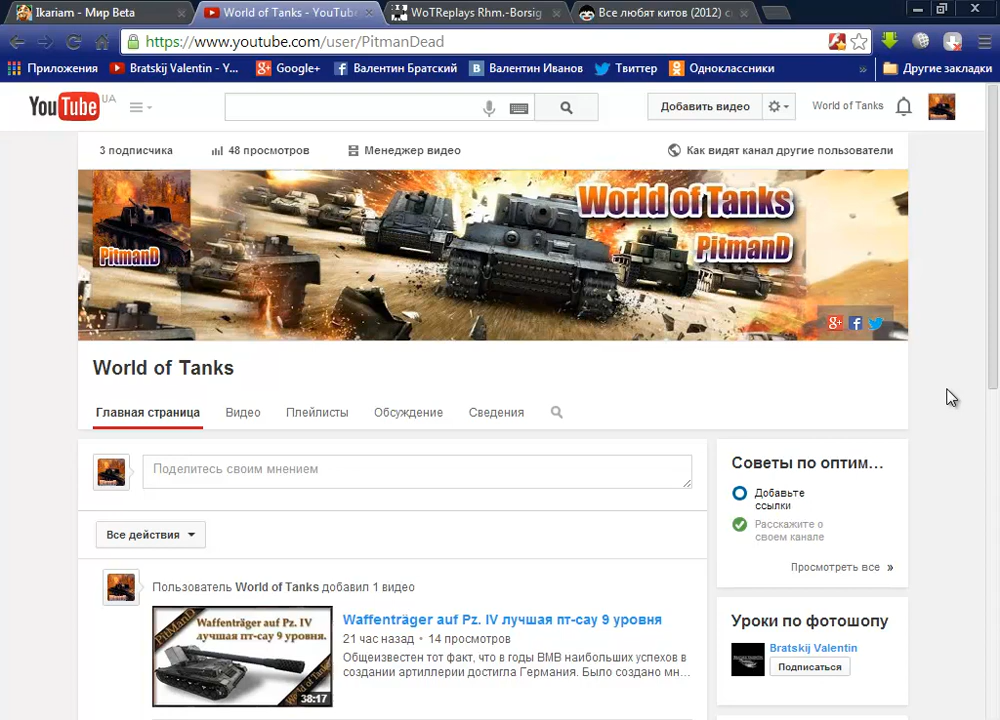 Ikariam - Мир Beta
World of Tanks - YouTub
WoTReplays Rhm.-Borsig
Все любят китов (2012) с
https://www.youtube.com/user/PitmanDead
Приложения
Bratskij Valentin - Y...
Google+
Валентин Братский
Валентин Иванов
Твиттер
Одноклассники
»
Другие закладки
YouTube UA
Добавить видео
World of Tanks
3 подписчика
48 просмотров
Менеджер видео
Как видят канал другие пользователи
World of Tanks
PitmanD
PitmanD
World of Tanks
Главная страница
Видео
Плейлисты
Обсуждение
Сведения
Поделитесь своим мнением
Все действия
Пользователь World of Tanks добавил 1 видео
PitManD
Waffenträger auf Pz. IV
лучшая пт-сау 9 уровня.
World of Tanks
38:17
Waffenträger auf Pz. IV лучшая пт-сау 9 уровня
21 час назад • 14 просмотров
Общеизвестен тот факт, что в годы ВМВ наибольших успехов в
создании артиллерии достигла Германия. Было создано мн...
Советы по оптим...
Добавьте
ссылки
Расскажите о
своем канале
Просмотреть все »
Уроки по фотошопу
Bratskij Valentin
Подписаться